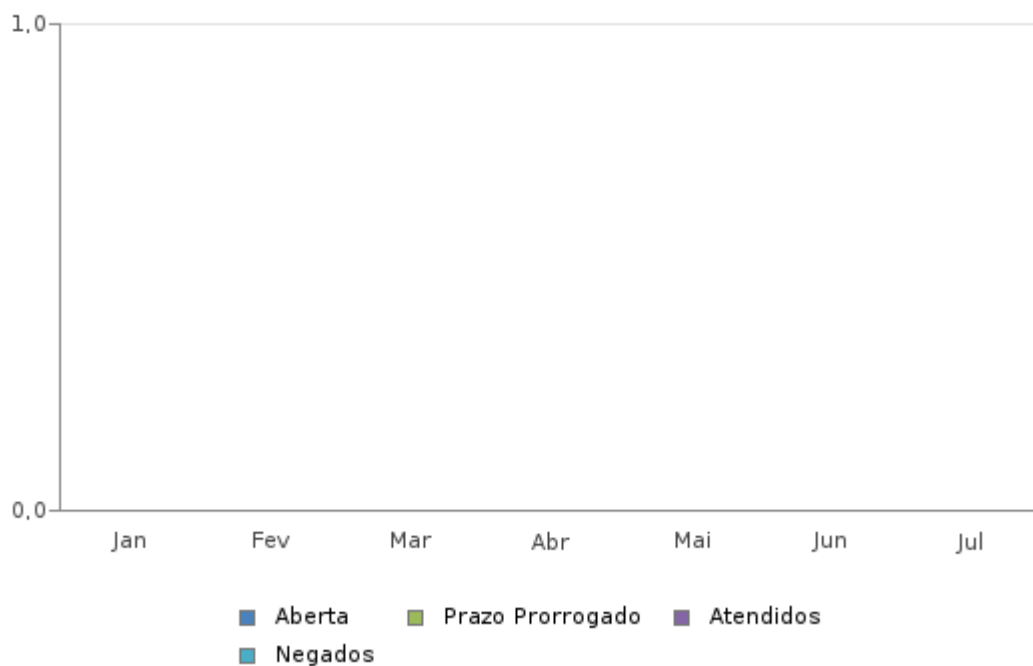 1,0
0,0
Jan Fev Mar Abr Mai Jun Jul
Aberta Prazo Prorrogado Atendidos
Negados